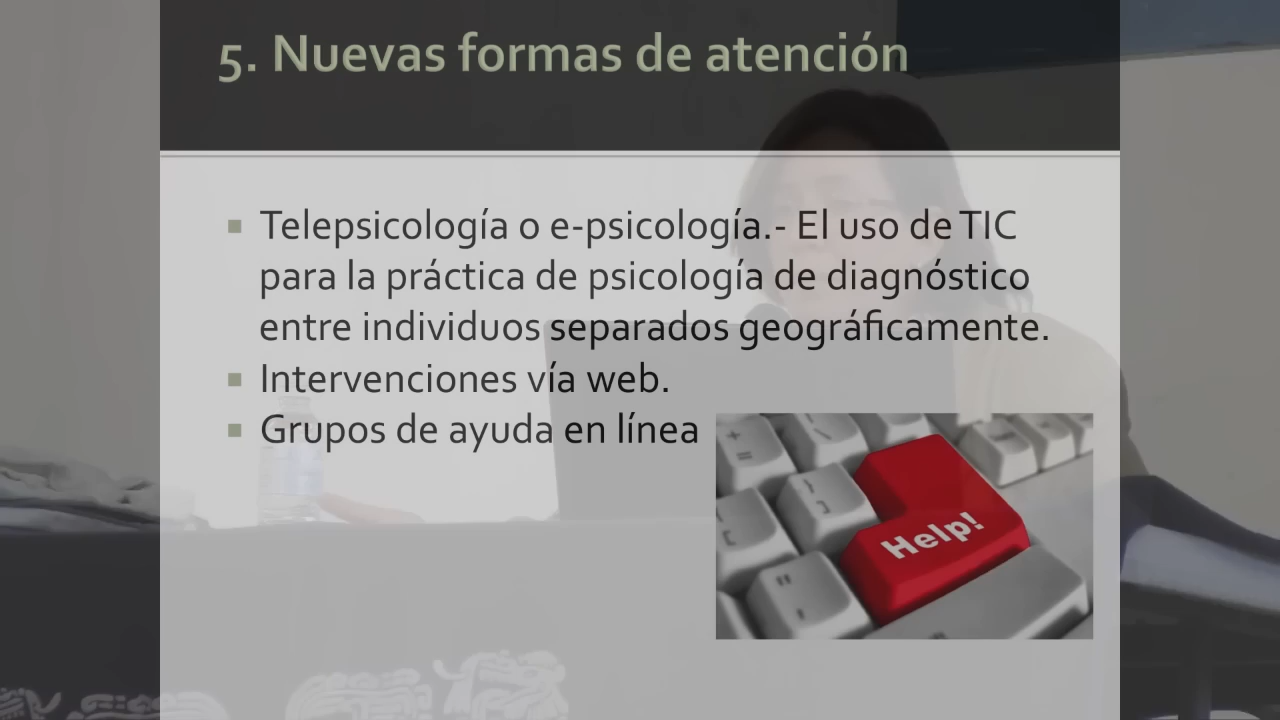 5. Nuevas formas de atención
Telepsicología o e-psicología.- El uso de TIC
para la práctica de psicología de diagnóstico
entre individuos separados geográficamente.
Intervenciones vía web.
Grupos de ayuda en línea
Help!